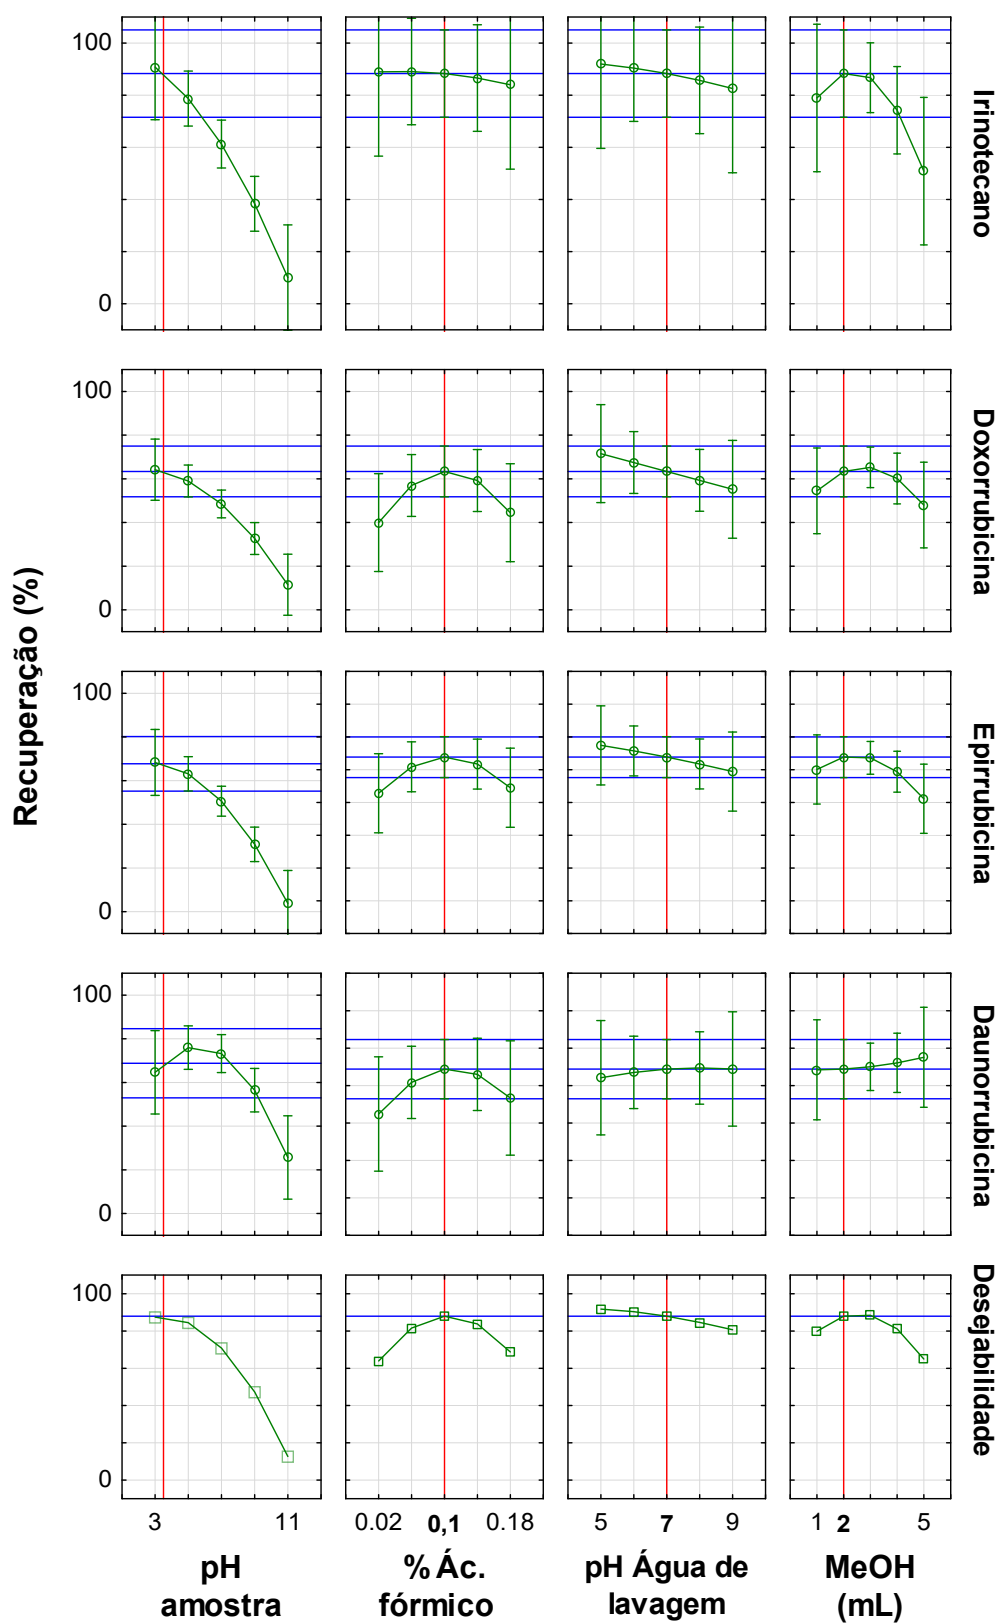 Recuperação (%)
100
0
Irinotecano
100
0
Doxorrubicina
100
0
Epirrubicina
100
0
Daunorrubicina
100
0
Desejabilidade
3 11
0.02 0,1 0.18
5 7 9
1 2 5
pH
amostra
% Ác.
fórmico
pH Água de
lavagem
MeOH
(mL)